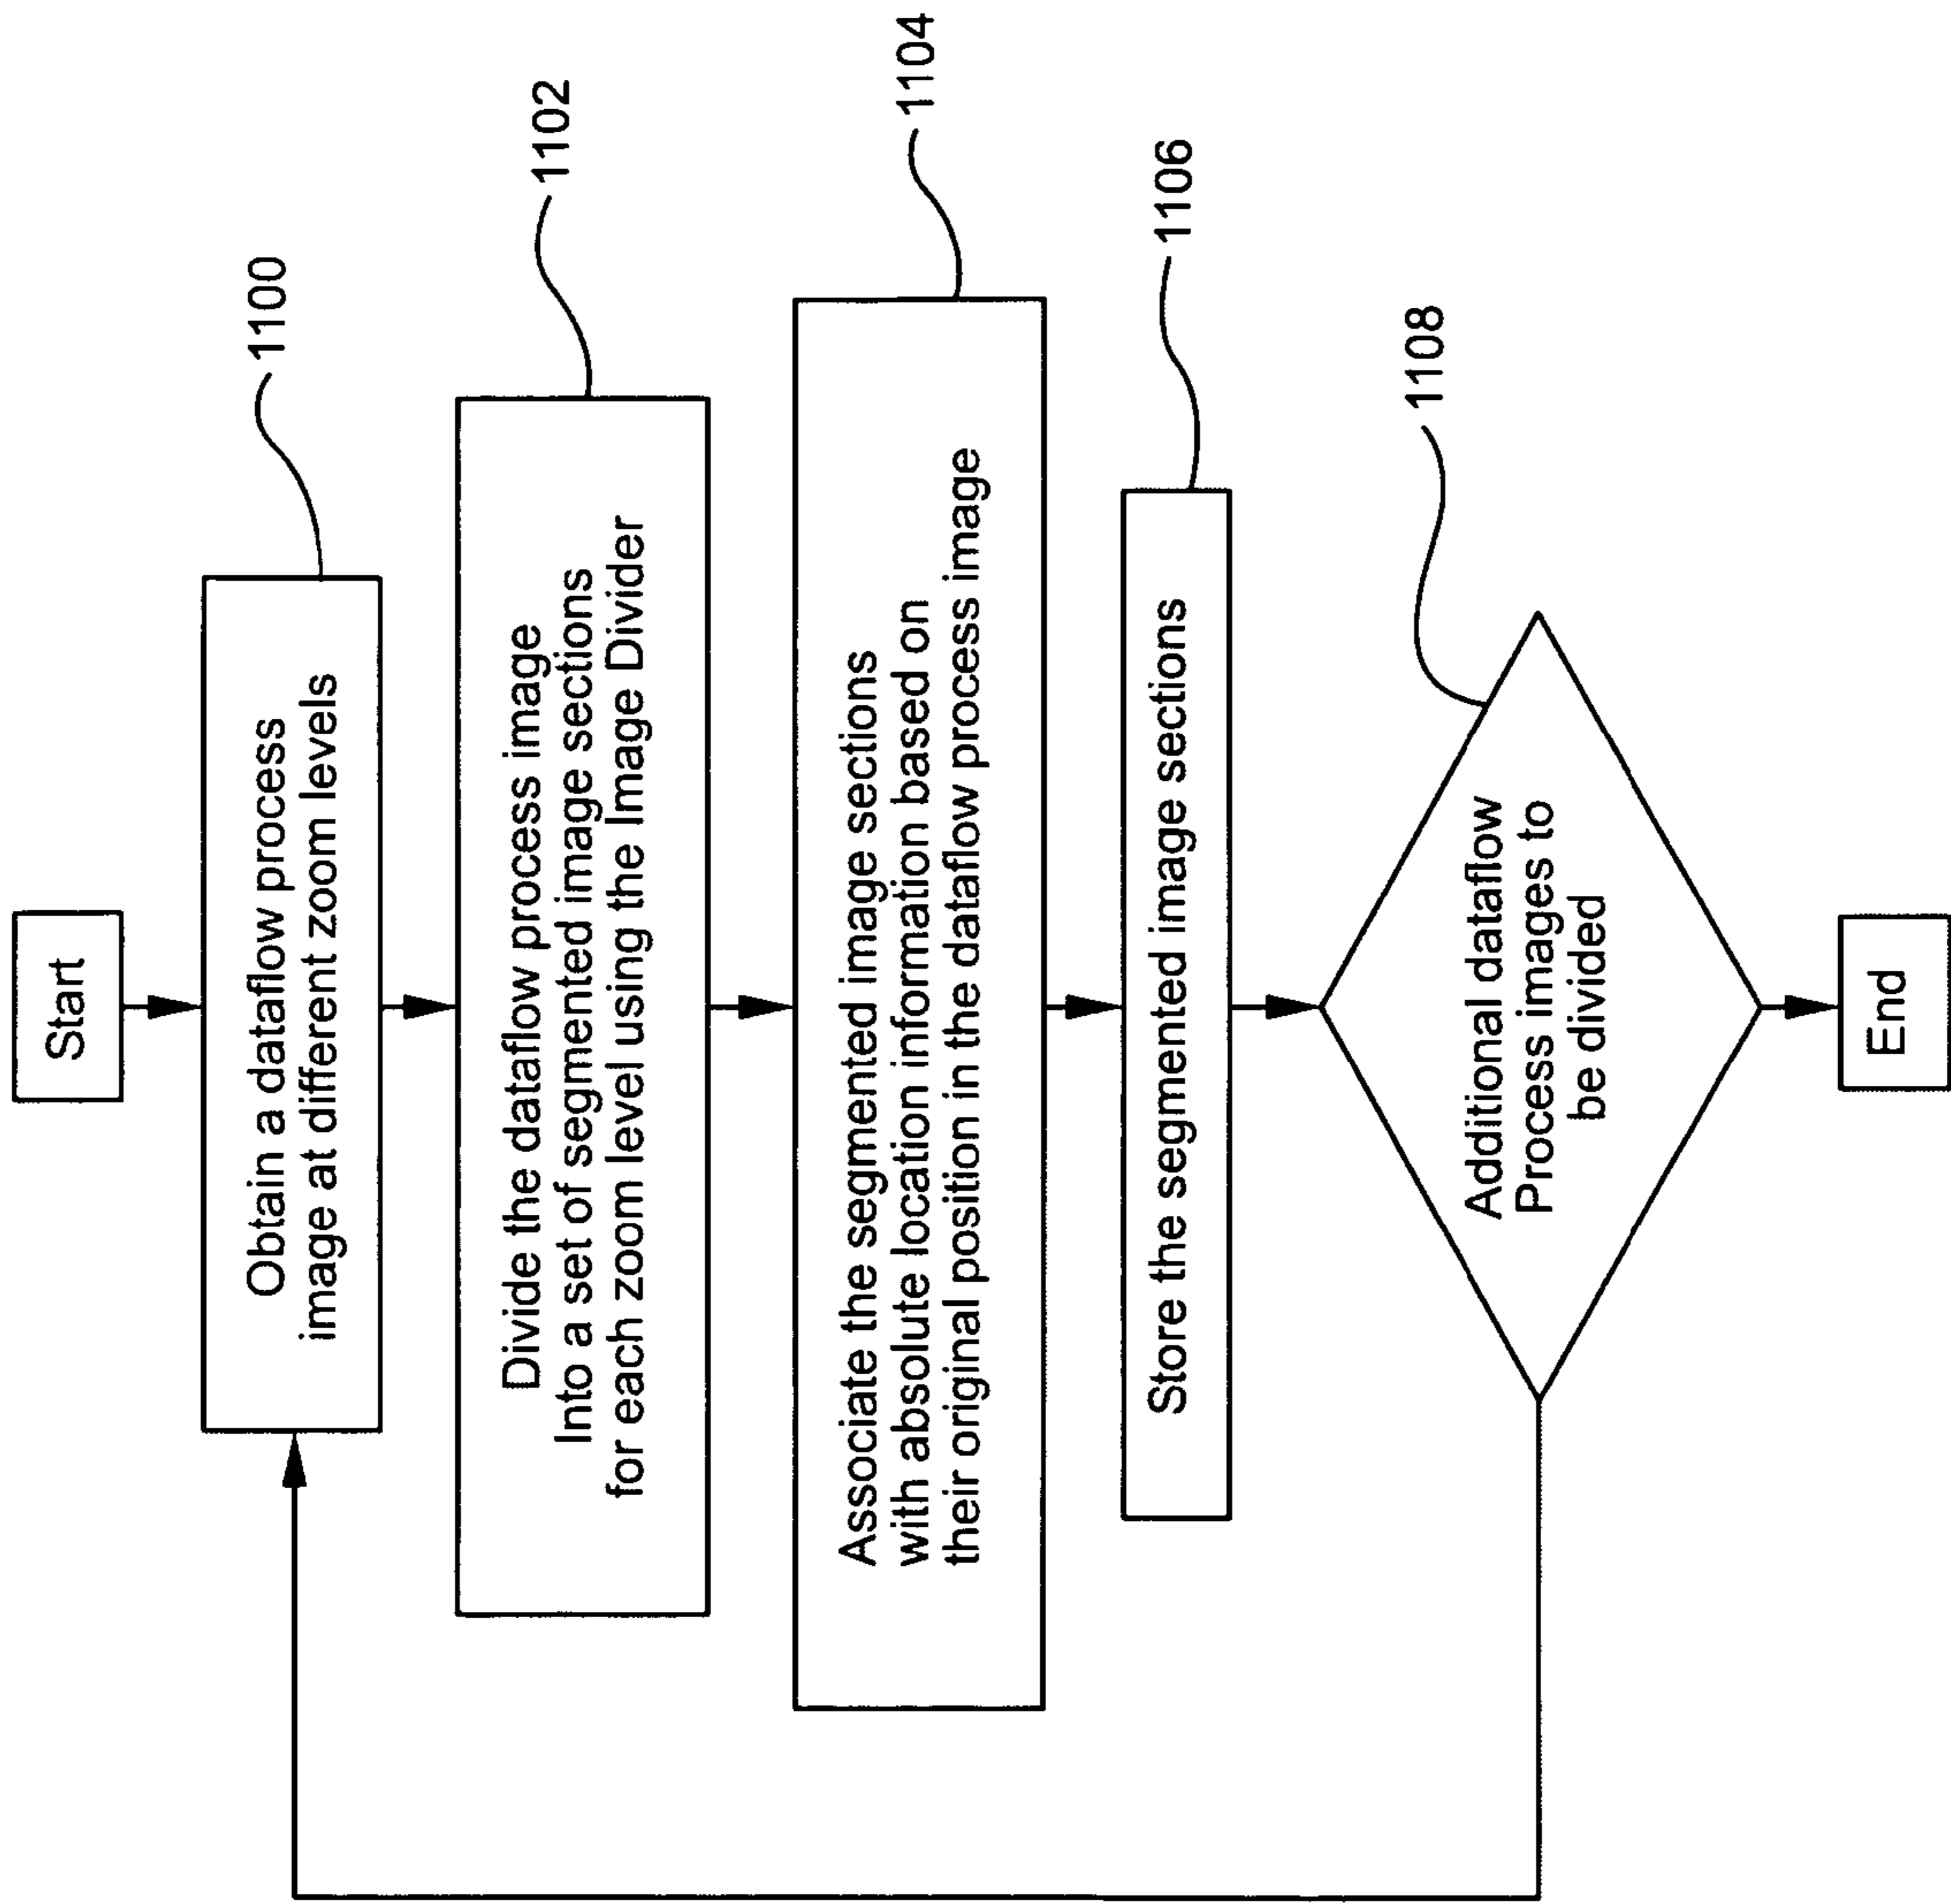 Start
Obtain a dataflow process
image at different zoom levels
1100
Divide the dataflow process image
Into a set of segmented image sections
for each zoom level using the Image Divider
1102
Associate the segmented image sections
with absolute location information based on
their original position in the dataflow process image
1104
Store the segmented image sections
1106
Additional dataflow
Process images to
be divided
1108
End